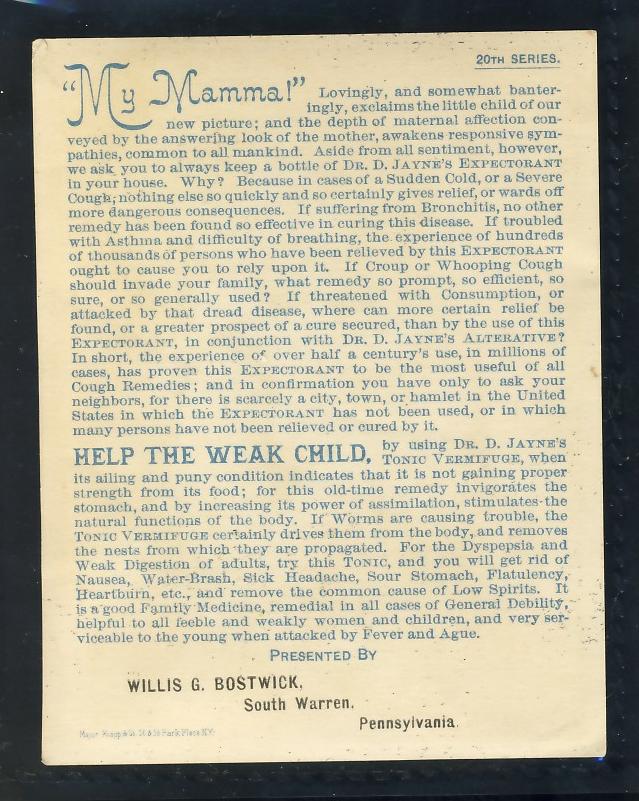 20TH SERIES.
"My Mamma!" Lovingly, and somewhat banter-
ingly, exclaims the little child of our
new picture; and the depth of maternal affection con-
veyed by the answering look of the mother, awakens responsive sym-
pathies, common to all mankind. Aside from all sentiment, however,
we ask you to always keep a bottle of DR. D. JAYNE'S EXPECTORANT
in your house. Why? Because in cases of a Sudden Cold, or a Severe
Cough, nothing else so quickly and so certainly gives relief, or wards off
more dangerous consequences. If suffering from Bronchitis, no other
remedy has been found so effective in curing this disease. If troubled
with Asthma and difficulty of breathing, the experience of hundreds
of thousands of persons who have been relieved by this EXPECTORANT
ought to cause you to rely upon it. If Croup or Whooping Cough
should invade your family, what remedy so prompt, so efficient, so
sure, or so generally used? If threatened with Consumption, or
attacked by that dread disease, where can more certain relief be
found, or a greater prospect of a cure secured, than by the use of this
EXPECTORANT, in conjunction with DR. D. JAYNE'S ALTERATIVE?
In short, the experience of over half a century's use, in millions of
cases, has proven this EXPECTORANT to be the most useful of all
Cough Remedies; and in confirmation you have only to ask your
neighbors, for there is scarcely a city, town, or hamlet in the United
States in which the EXPECTORANT has not been used, or in which
many persons have not been relieved or cured by it.
HELP THE WEAK CHILD, by using DR. D. JAYNE'S
TONIC VERMIFUGE, when
its ailing and puny condition indicates that it is not gaining proper
strength from its food; for this old-time remedy invigorates the
stomach, and by increasing its power of assimilation, stimulates the
natural functions of the body. If Worms are causing trouble, the
TONIC VERMIFUGE certainly drives them from the body, and removes
the nests from which they are propagated. For the Dyspepsia and
Weak Digestion of adults, try this TONIC, and you will get rid of
Nausea, Water-Brash, Sick Headache, Sour Stomach, Flatulency,
Heartburn, etc., and remove the common cause of Low Spirits. It
is a good Family Medicine, remedial in all cases of General Debility,
helpful to all feeble and weakly women and children, and very ser-
viceable to the young when attacked by Fever and Ague.
PRESENTED BY
WILLIS G. BOSTWICK,
South Warren,
Pennsylvania.
Major Knapp Park Place N.Y.